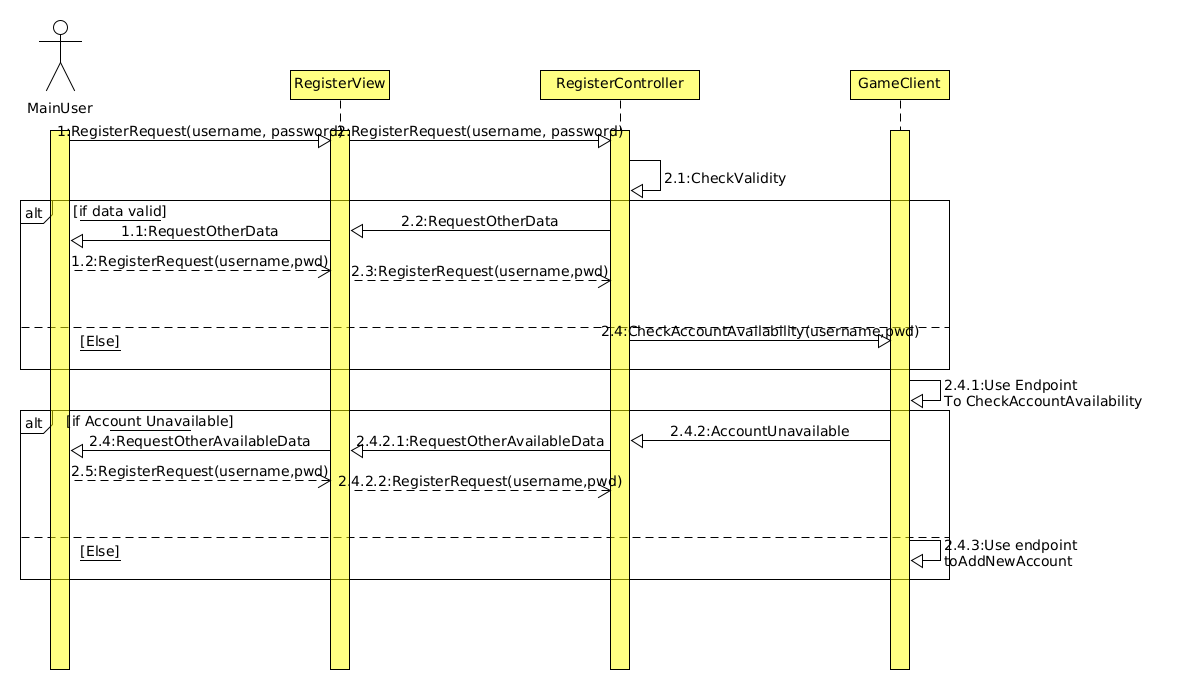 MainUser
RegisterView
RegisterController
GameClient
1:RegisterRequest(username, password)
2:RegisterRequest(username, password)
2.1:CheckValidity
alt
[if data valid]
2.2:RequestOtherData
1.1:RequestOtherData
1.2:RegisterRequest(username,pwd)
2.3:RegisterRequest(username,pwd)
2.4:CheckAccountAvailability(username,pwd)
[Else]
2.4.1:Use Endpoint
To CheckAccountAvailability
alt
[if Account Unavailable]
2.4.2:AccountUnavailable
2.4:RequestOtherAvailableData
2.4.2.1:RequestOtherAvailableData
2.5:RegisterRequest(username,pwd)
2.4.2.2:RegisterRequest(username,pwd)
[Else]
2.4.3:Use endpoint
toAddNewAccount